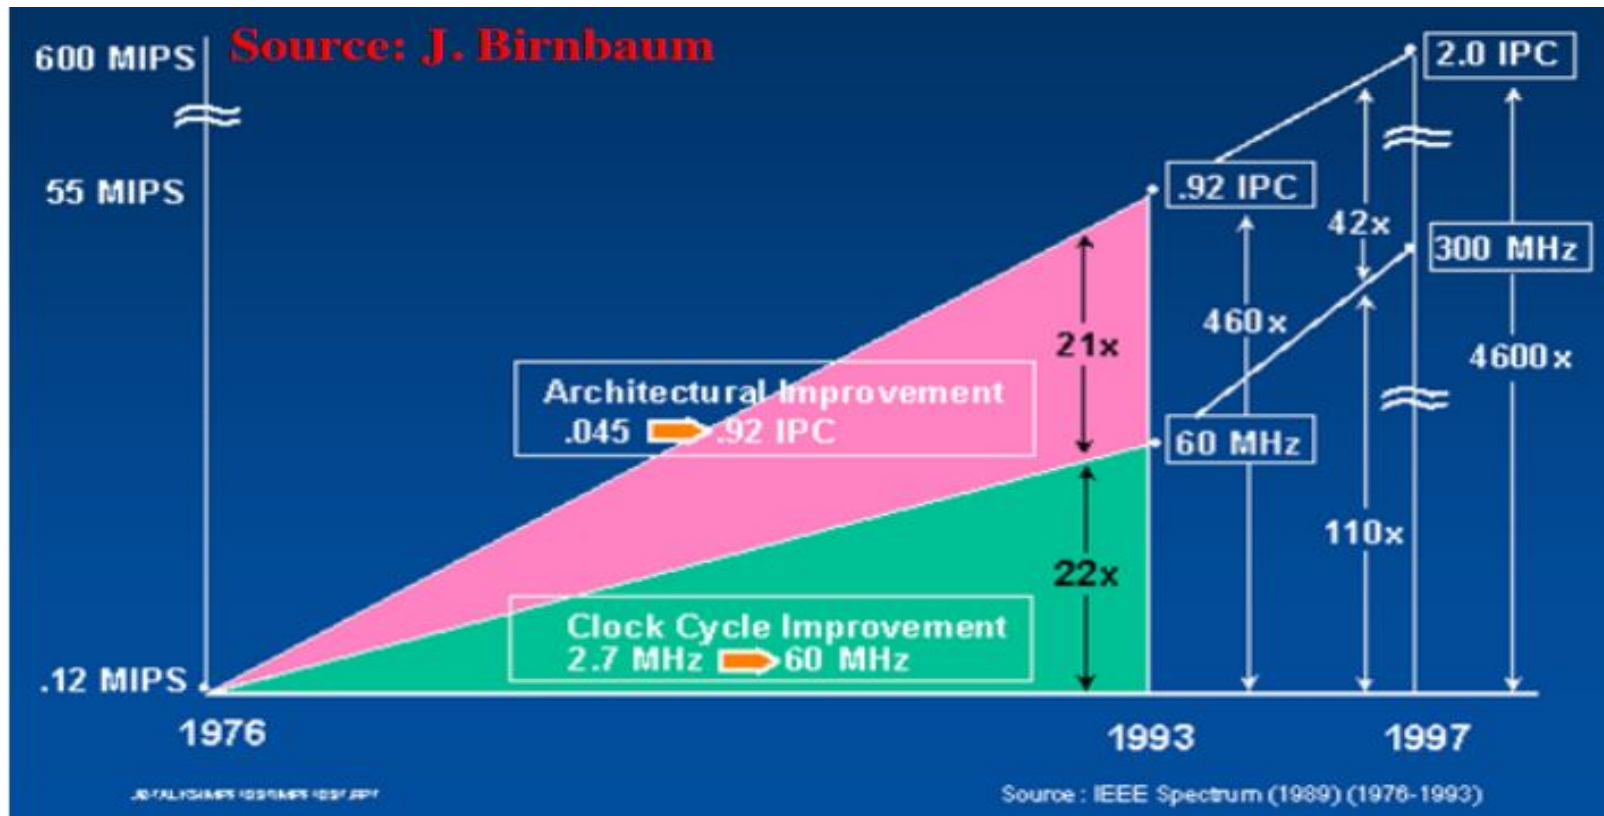 Source: J. Birnbaum
600 MIPS
2.0 IPC
55 MIPS
.92 IPC
42x
300 MHz
460x
21x
4600x
Architectural Improvement
.045 .92 IPC
60 MHz
110x
22x
Clock Cycle Improvement
2.7 MHz 60 MHz
.12 MIPS
1976
1993
1997
Source : IEEE Spectrum (1989) (1976-1993)